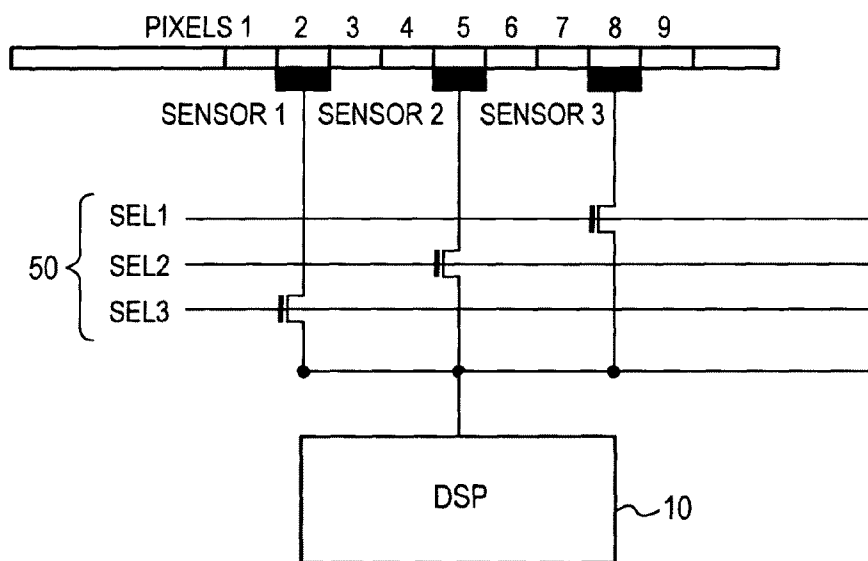 PIXELS 1 2 3 4 5 6 7 8 9
SENSOR 1 SENSOR 2 SENSOR 3
SEL1
50 SEL2
SEL3
DSP
10